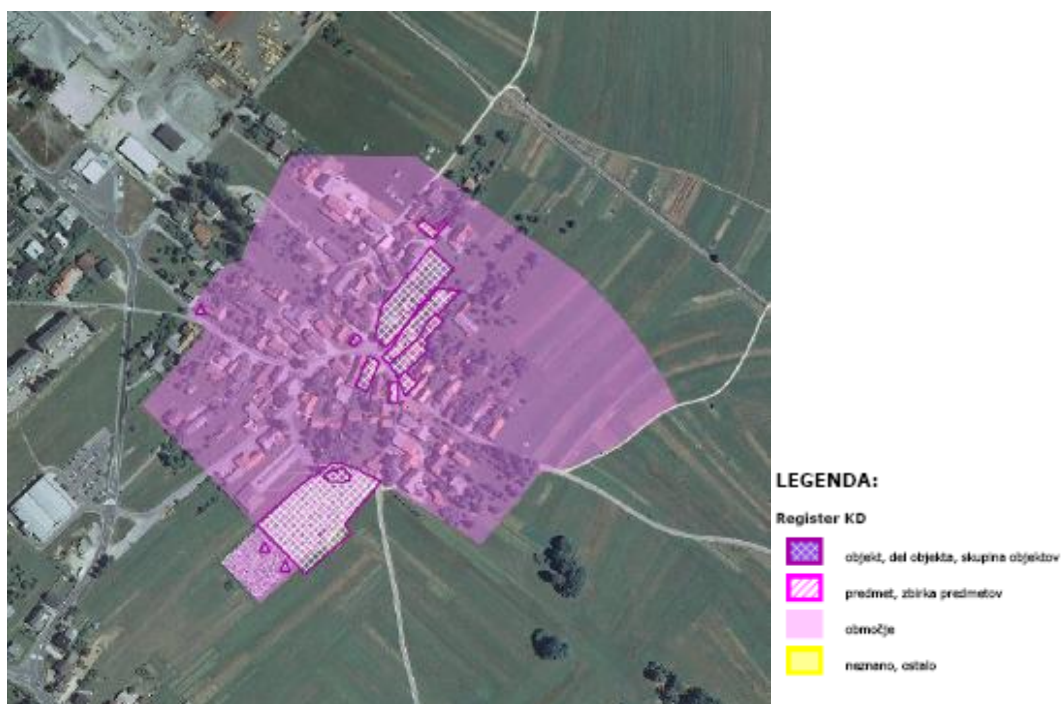 LEGENDA:
Register KD
objekt, del objekta, skupina objektov
predmet, zbirka predmetov
območje
neznano, ostalo